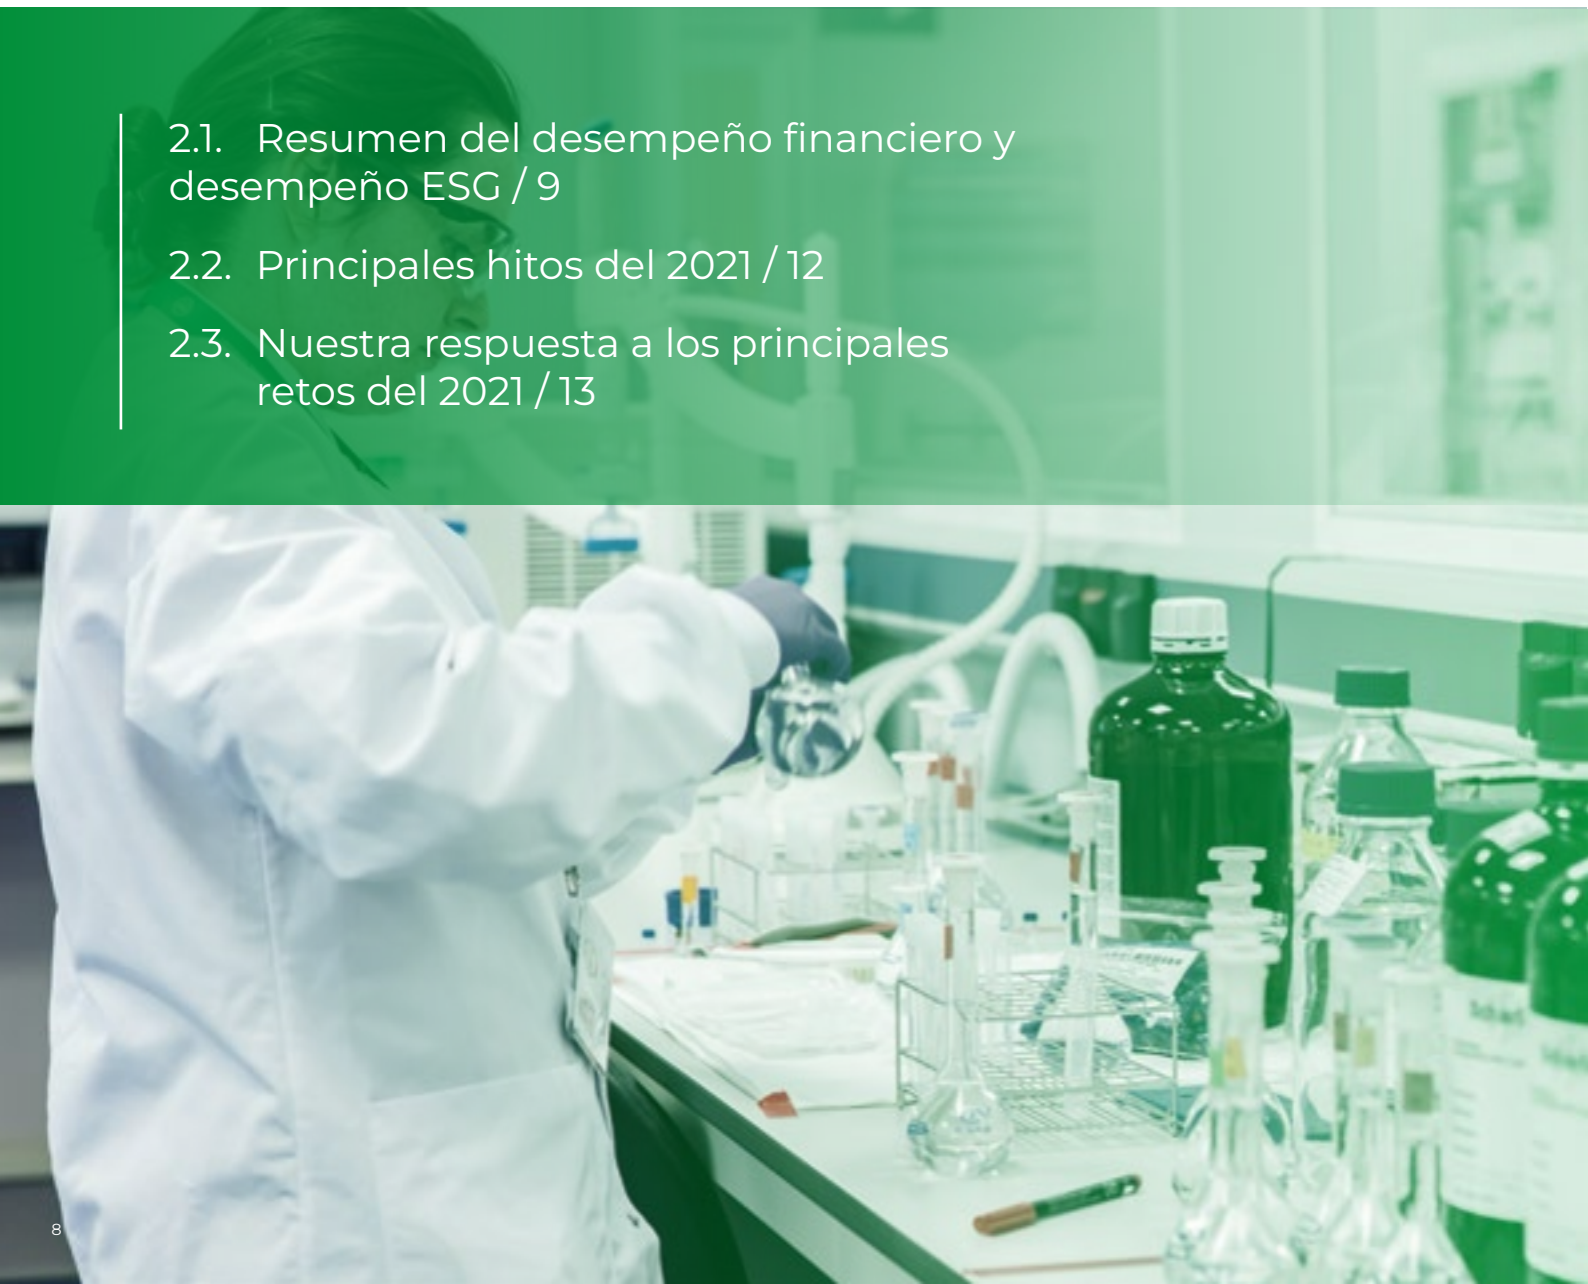 2.1. Resumen del desempeño financiero y
desempeño ESG / 9
2.2. Principales hitos del 2021 / 12
2.3. Nuestra respuesta a los principales
retos del 2021 / 13
8